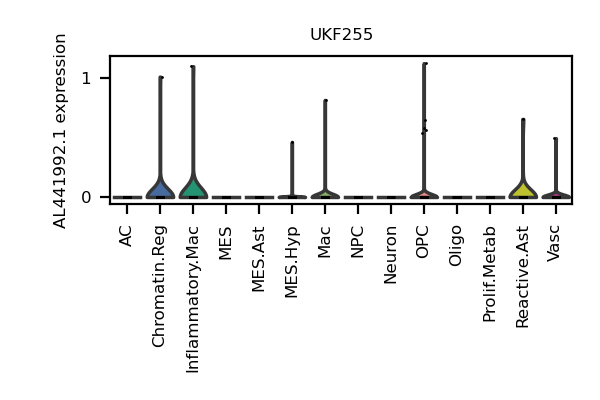 UKF255
AL441992.1 expression
1
0
AC
Chromatin.Reg
Inflammatory.Mac
MES
MES.Ast
MES.Hyp
Mac
NPC
Neuron
OPC
Oligo
Prolif.Metab
Reactive.Ast
Vasc